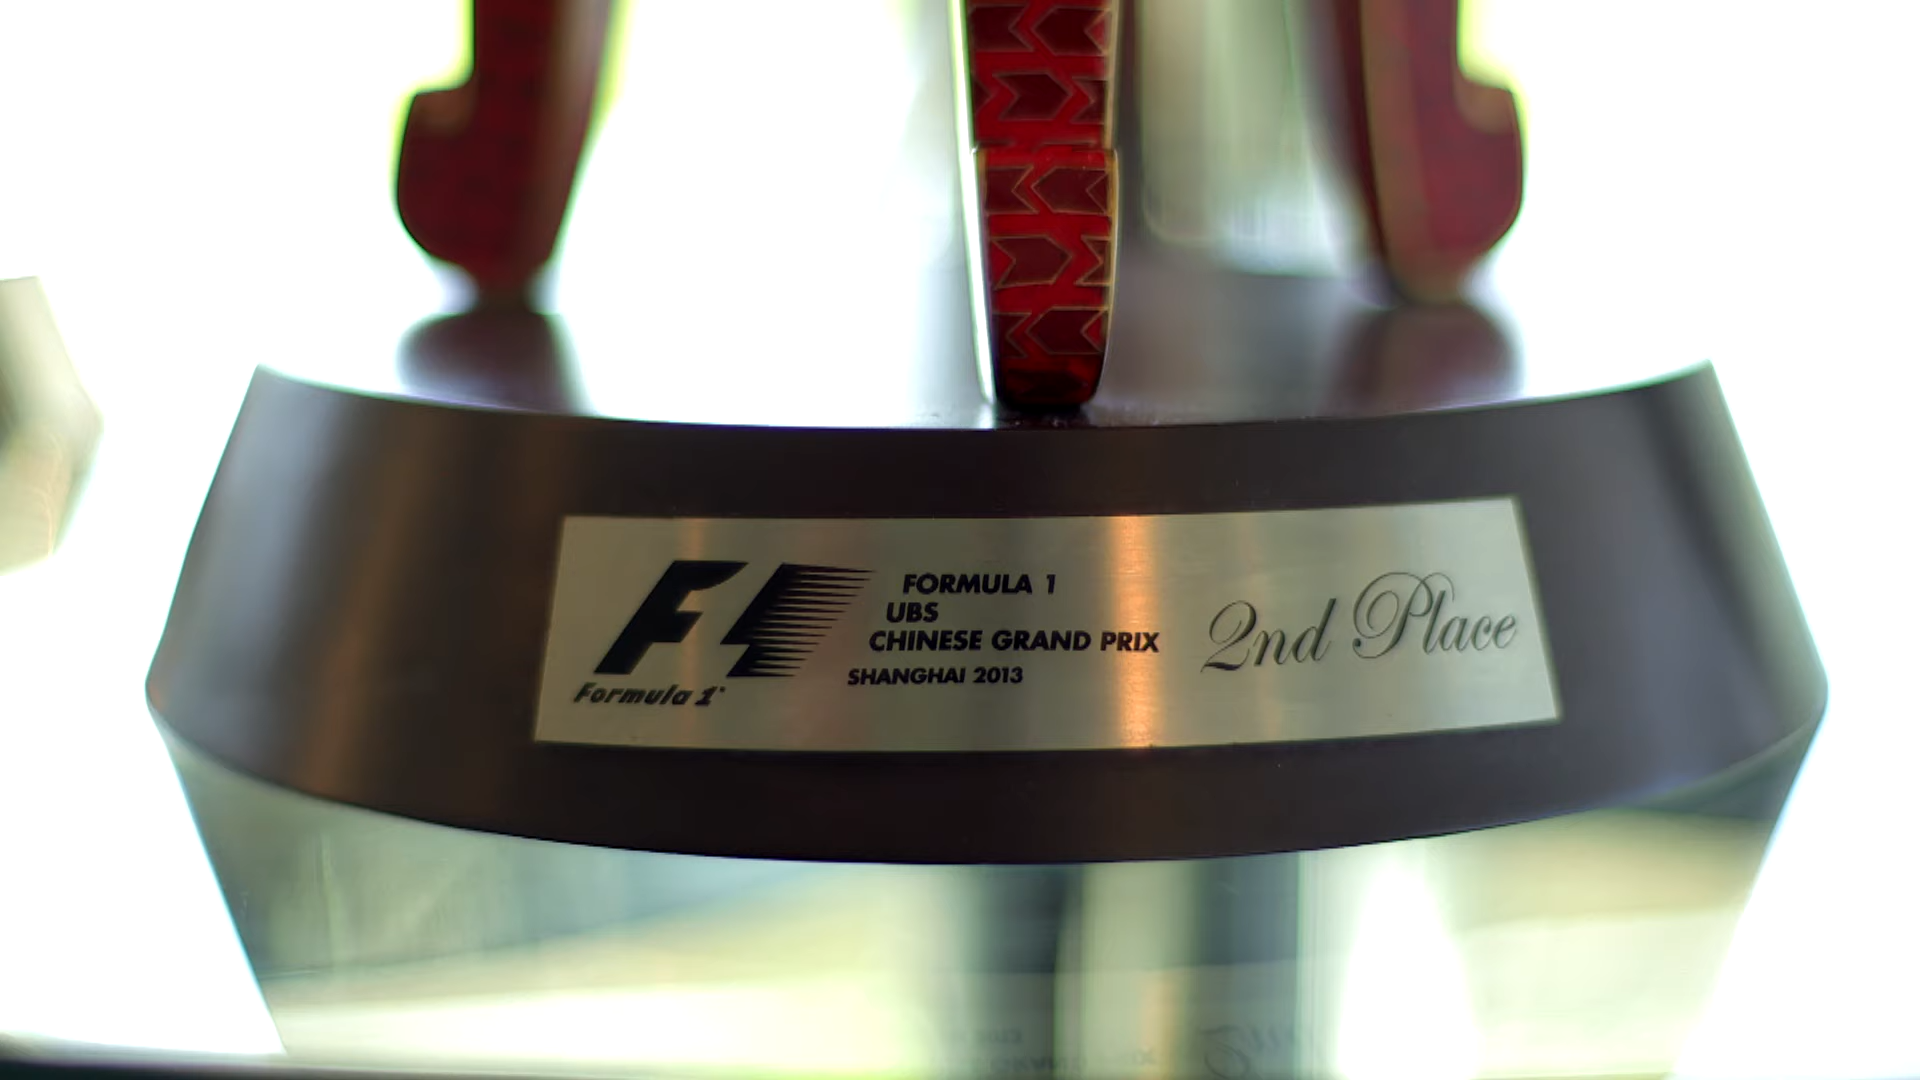 F1
Formula 1
FORMULA 1
UBS
CHINESE GRAND PRIX
SHANGHAI 2013
2nd Place